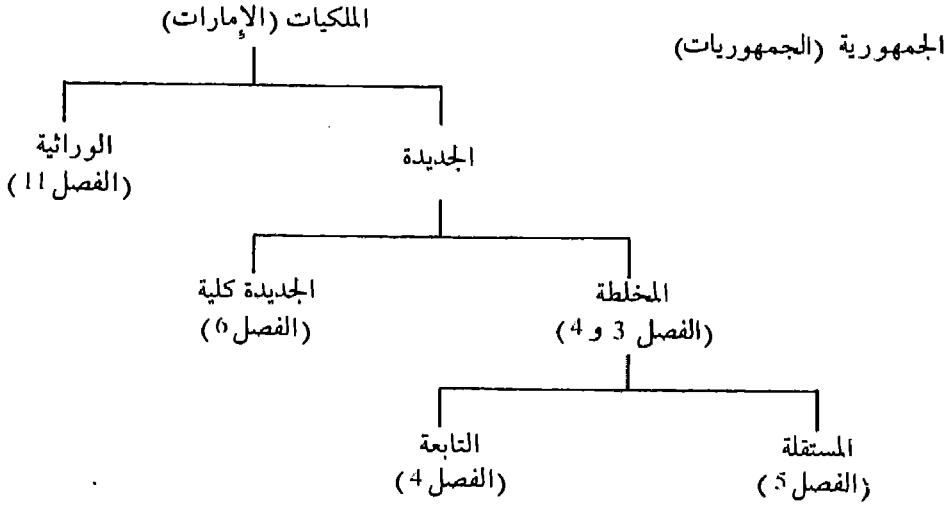 الملكيات (الإمارات)
الجمهورية (الجمهوريات)
الوراثية
(الفصل 11)
الجديدة
الجديدة كلية
(الفصل 6)
المخلطة
(الفصل 3 و 4)
التابعة
(الفصل 4)
المستقلة
(الفصل 5)